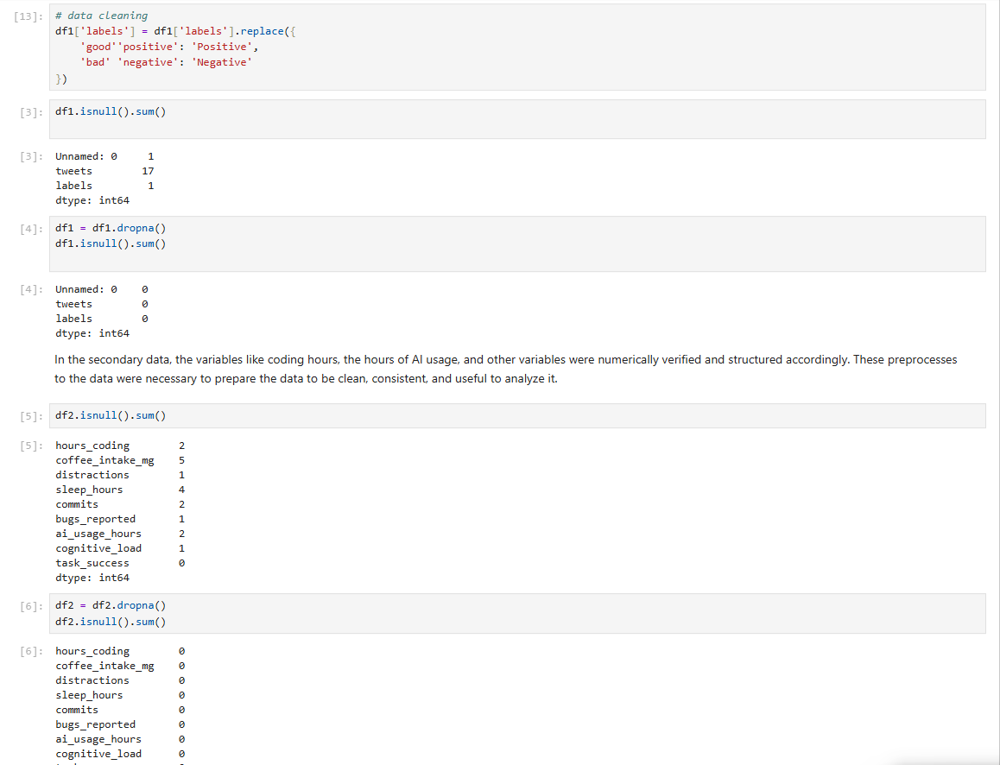 [13]: # data cleaning
df1['labels'] = df1['labels'].replace({
    'good''positive': 'Positive',
    'bad' 'negative': 'Negative'
})
[3]: df1.isnull().sum()
[3]: Unnamed: 0     1
tweets        17
labels         1
dtype: int64
[4]: df1 = df1.dropna()
df1.isnull().sum()
[4]: Unnamed: 0    0
tweets        0
labels        0
dtype: int64
In the secondary data, the variables like coding hours, the hours of AI usage, and other variables were numerically verified and structured accordingly. These preprocesses
to the data were necessary to prepare the data to be clean, consistent, and useful to analyze it.
[5]: df2.isnull().sum()
[5]: hours_coding        2
coffee_intake_mg    5
distractions        1
sleep_hours         4
commits             2
bugs_reported       1
ai_usage_hours      2
cognitive_load      1
task_success        0
dtype: int64
[6]: df2 = df2.dropna()
df2.isnull().sum()
[6]: hours_coding        0
coffee_intake_mg    0
distractions        0
sleep_hours         0
commits             0
bugs_reported       0
ai_usage_hours      0
cognitive_load      0